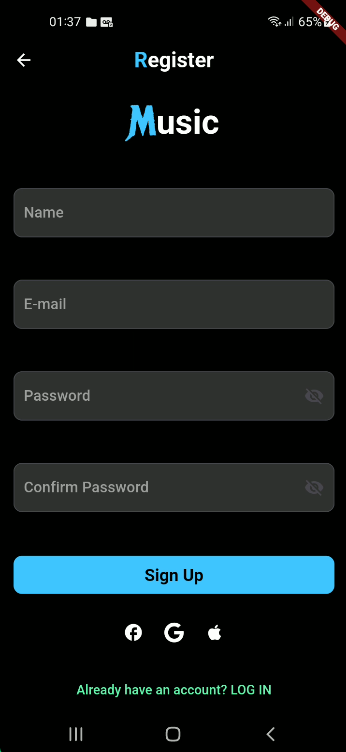 01:37
65%
DEBUG
Register
Music
Name
E-mail
Password
Confirm Password
Sign Up
Already have an account? LOG IN